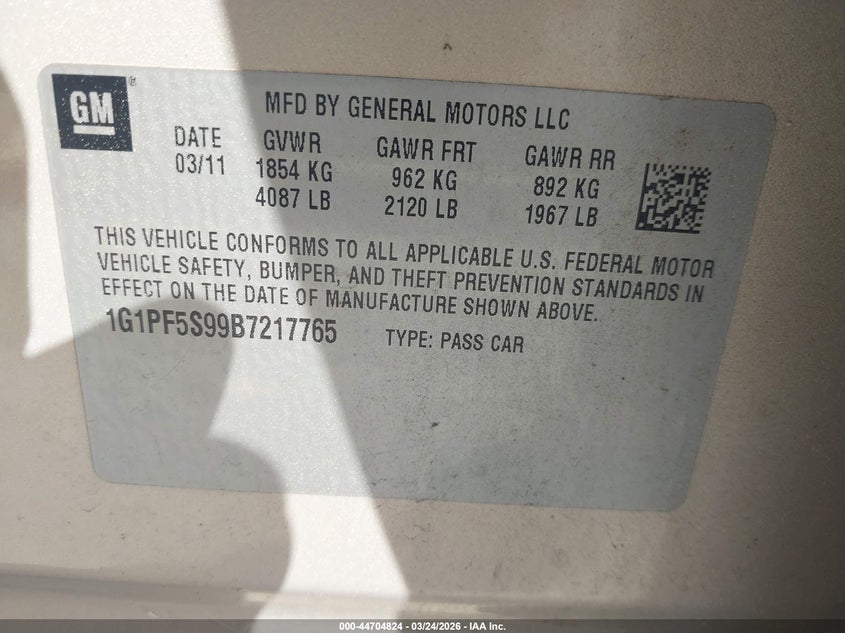 GM®
MFD BY GENERAL MOTORS LLC
DATE GVWR GAWR FRT GAWR RR
03/11 1854 KG 962 KG 892 KG
4087 LB 2120 LB 1967 LB
THIS VEHICLE CONFORMS TO ALL APPLICABLE U.S. FEDERAL MOTOR
VEHICLE SAFETY, BUMPER, AND THEFT PREVENTION STANDARDS IN
EFFECT ON THE DATE OF MANUFACTURE SHOWN ABOVE.
1G1PF5S99B7217765 TYPE: PASS CAR
000-44704824 — 03/24/2026 — IAA Inc.